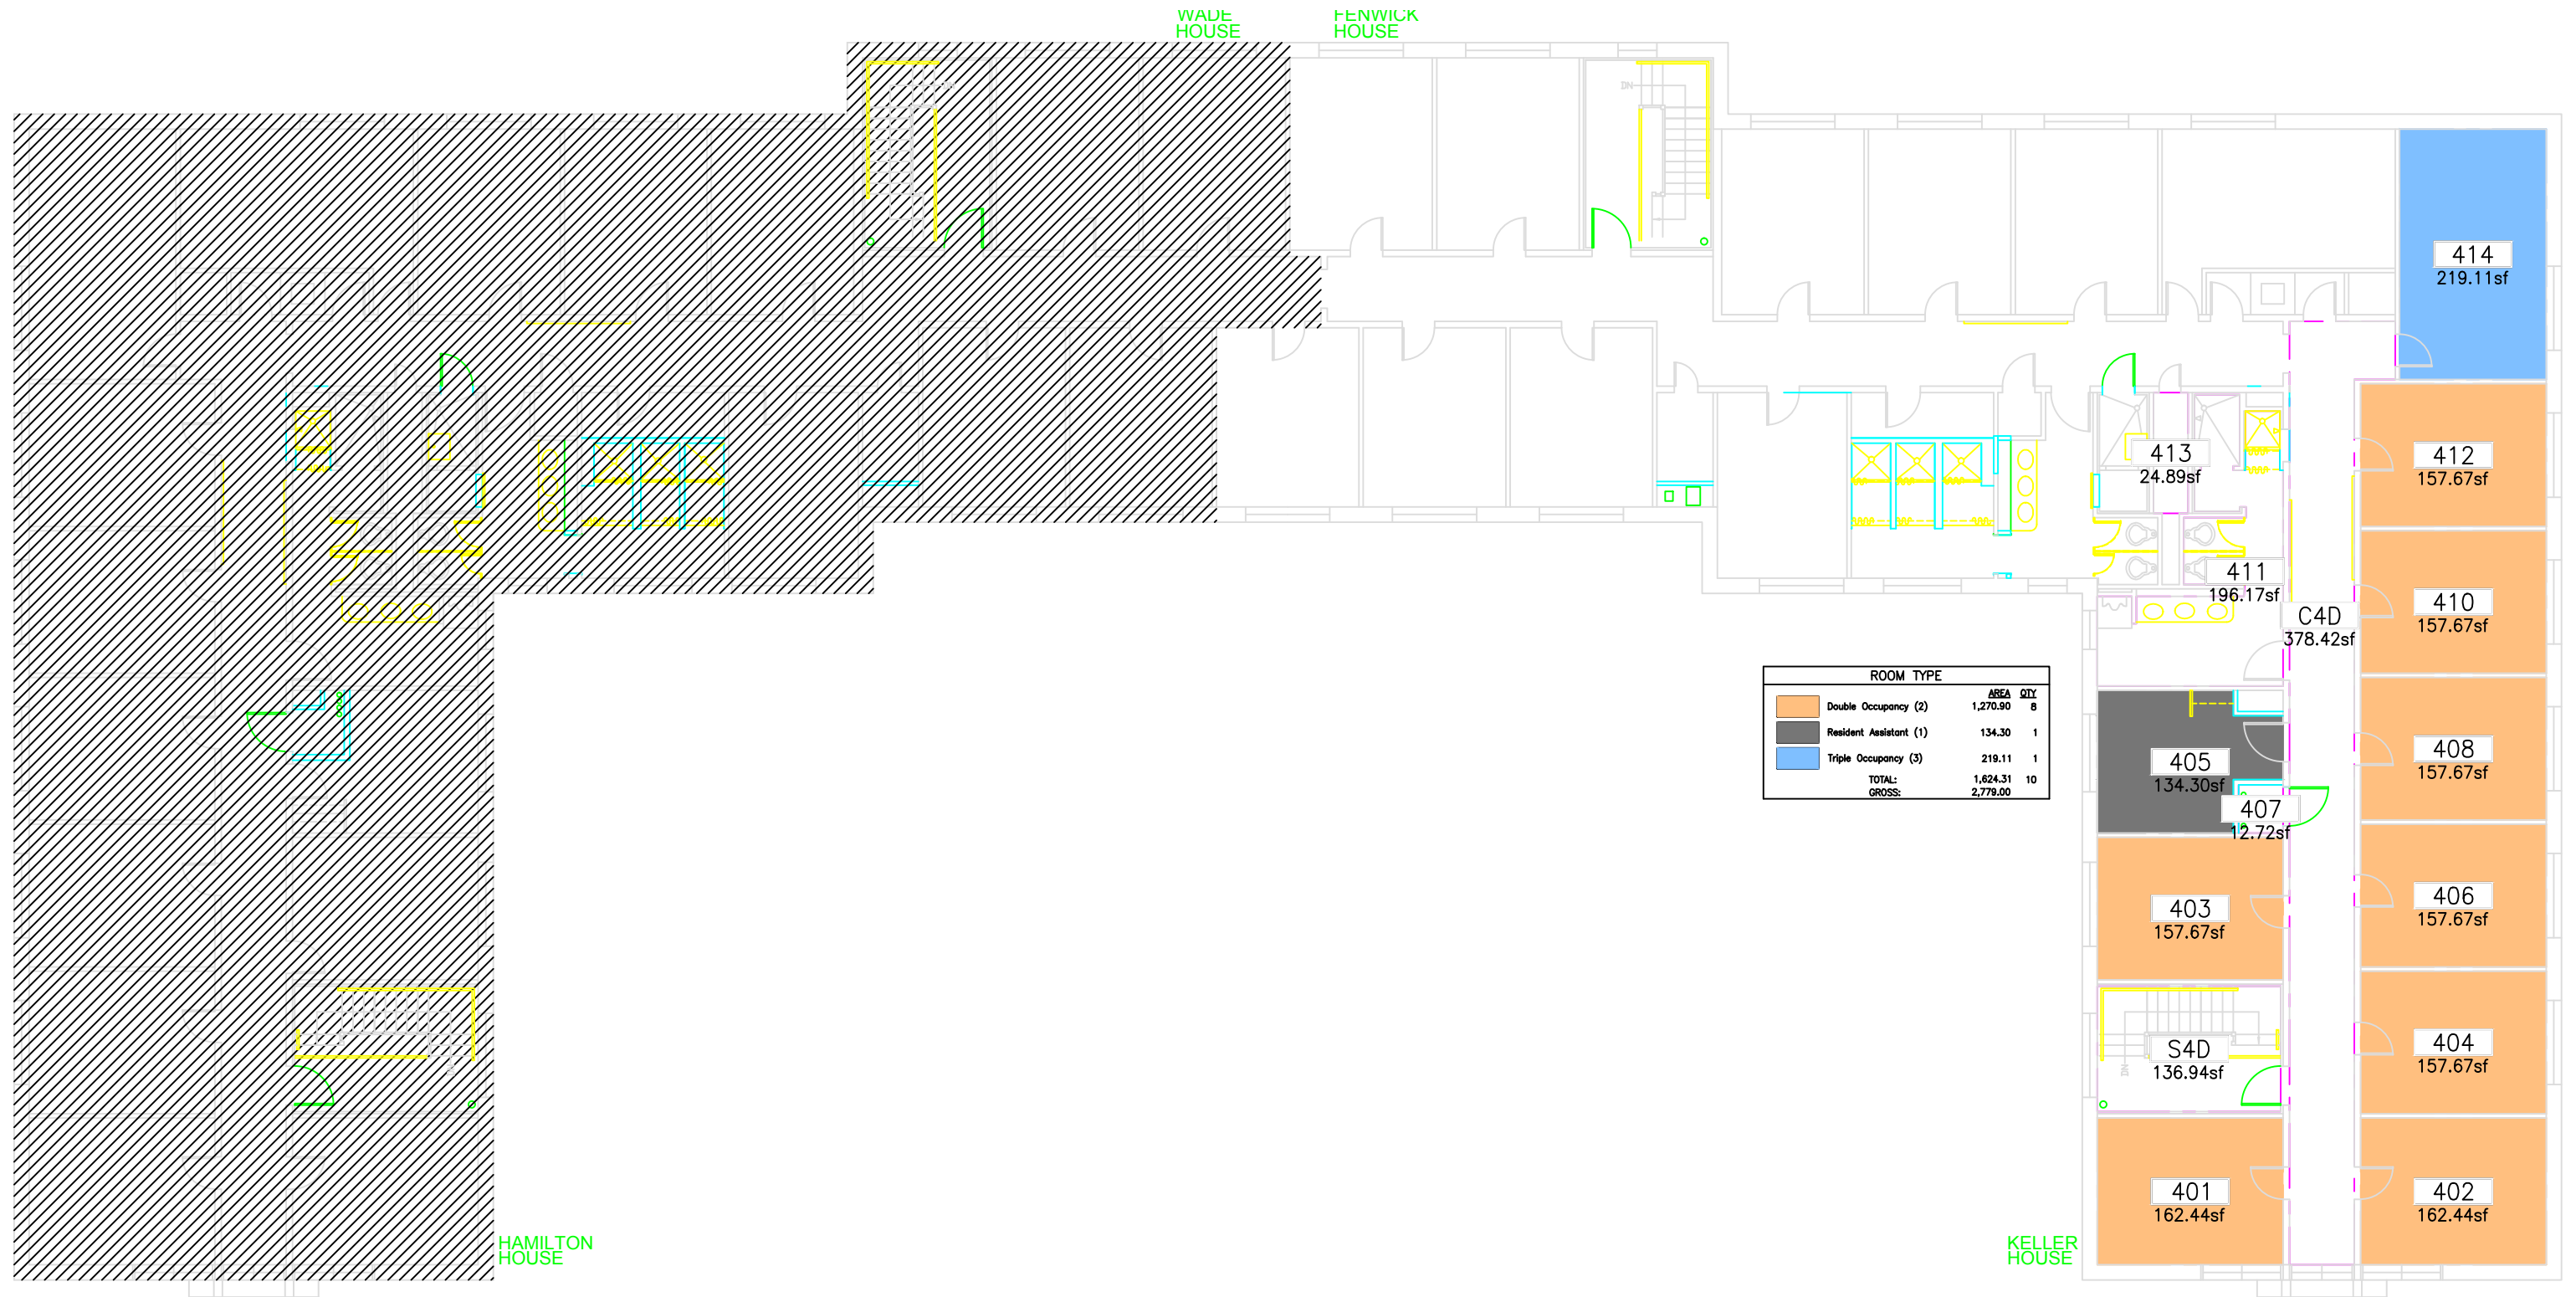 WADE
HOUSE
FENWICK
HOUSE
DN
414
219.11sf
412
157.67sf
413
24.89sf
411
196.17sf
410
157.67sf
C4D
378.42sf
ROOM TYPE
AREA QTY
Double Occupancy (2) 1,270.90 8
Resident Assistant (1) 134.30 1
Triple Occupancy (3) 219.11 1
TOTAL: 1,624.31 10
GROSS: 2,779.00
408
157.67sf
405
134.30sf
407
12.72sf
406
157.67sf
403
157.67sf
404
157.67sf
S4D
136.94sf
DN
401
162.44sf
402
162.44sf
HAMILTON
HOUSE
KELLER
HOUSE